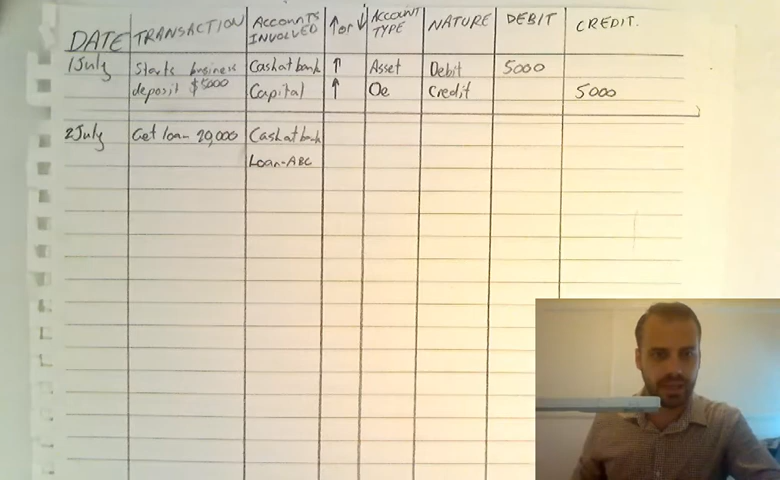 DATE TRANSACTION ACCOUNTS INVOLVED ↑ or ↓ ACCOUNT TYPE NATURE DEBIT CREDIT.
1 July Starts business Cash at bank ↑ Asset Debit 5000
deposit $5000 Capital ↑ Oe Credit 5000
2 July Get loan - 20,000 Cash at bank
Loan-ABC